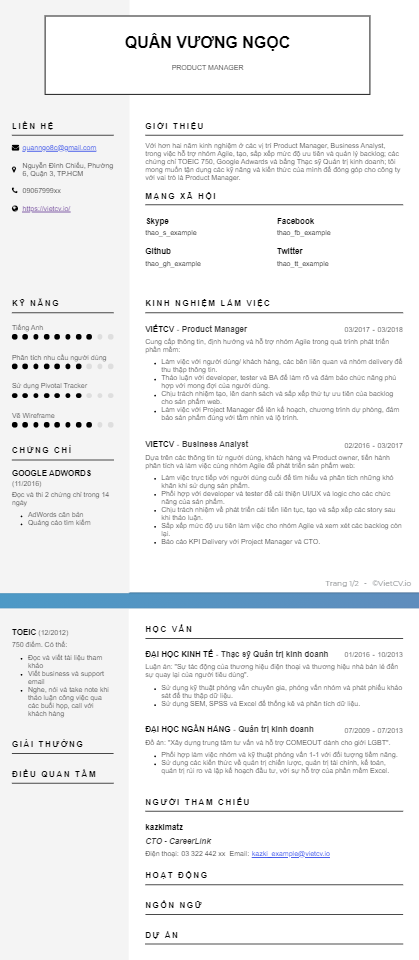 QUÂN VƯƠNG NGỌC
PRODUCT MANAGER
LIÊN HỆ
quanngo8c@gmail.com
Nguyễn Đình Chiểu, Phường
6, Quận 3, TP.HCM
09067999xx
https://vietcv.io/
GIỚI THIỆU
Với hơn hai năm kinh nghiệm ở các vị trí Product Manager, Business Analyst,
trong việc hỗ trợ nhóm Agile, tạo, sắp xếp mức độ ưu tiên và quản lý backlog; các
chứng chỉ TOEIC 750, Google Adwords và bằng Thạc sỹ Quản trị kinh doanh; tôi
mong muốn tận dụng các kỹ năng và kiến thức của mình để đóng góp cho công ty
với vai trò là Product Manager.
MẠNG XÃ HỘI
Skype
thao_s_example
Facebook
thao_fb_example
Github
thao_gh_example
Twitter
thao_tt_example
KỸ NĂNG
Tiếng Anh
Phân tích nhu cầu người dùng
Sử dụng Pivotal Tracker
Vẽ Wireframe
CHỨNG CHỈ
GOOGLE ADWORDS
(11/2016)
Đọc và thi 2 chứng chỉ trong 14
ngày
AdWords căn bản
Quảng cáo tìm kiếm
KINH NGHIỆM LÀM VIỆC
VIETCV - Product Manager 03/2017 - 03/2018
Cung cấp thông tin, định hướng và hỗ trợ nhóm Agile trong quá trình phát triển
phần mềm:
Làm việc với người dùng/ khách hàng, các bên liên quan và nhóm delivery để
thu thập thông tin.
Thảo luận với developer, tester và BA để làm rõ và đảm bảo chức năng phù
hợp với mong đợi của người dùng.
Chịu trách nhiệm tạo, lên danh sách và sắp xếp thứ tự ưu tiên của backlog
cho sản phẩm web.
Làm việc với Project Manager để lên kế hoạch, chương trình dự phòng, đảm
bảo sản phẩm đúng với tầm nhìn và lộ trình.
VIETCV - Business Analyst 02/2016 - 03/2017
Dựa trên các thông tin từ người dùng, khách hàng và Product owner, tiến hành
phân tích và làm việc cùng nhóm Agile để phát triển sản phẩm web:
Làm việc trực tiếp với người dùng cuối để tìm hiểu và phân tích những khó
khăn khi sử dụng sản phẩm.
Phối hợp với developer và tester để cải thiện UI/UX và logic cho các chức
năng của sản phẩm.
Chịu trách nhiệm về phát triển cải tiến liên tục, tạo và sắp xếp các story sau
khi thảo luận.
Sắp xếp mức độ ưu tiên làm việc cho nhóm Agile và xem xét các backlog còn
lại.
Báo cáo KPI Delivery với Project Manager và CTO.
Trang 1/2 - ©VietCV.io
TOEIC (12/2012)
750 điểm. Có thể:
Đọc và viết tài liệu tham
khảo
Viết business và support
email
Nghe, nói và take note khi
thảo luận công việc qua
các buổi họp, call với
khách hàng
GIẢI THƯỞNG
ĐIỀU QUAN TÂM
HỌC VẤN
ĐẠI HỌC KINH TẾ - Thạc sỹ Quản trị kinh doanh 01/2016 - 10/2013
Luận án: "Sự tác động của thương hiệu điện thoại và thương hiệu nhà bán lẻ đến
sự quay lại của người tiêu dùng".
Sử dụng kỹ thuật phỏng vấn chuyên gia, phỏng vấn nhóm và phát phiếu khảo
sát để thu thập dữ liệu.
Sử dụng SEM, SPSS và Excel để thống kê và phân tích dữ liệu.
ĐẠI HỌC NGÂN HÀNG - Quản trị kinh doanh 07/2009 - 07/2013
Đồ án: "Xây dựng trung tâm tư vấn và hỗ trợ COMEOUT dành cho giới LGBT".
Phối hợp làm việc nhóm và kỹ thuật phỏng vấn 1-1 với đối tượng tiềm năng.
Sử dụng các kiến thức về quản trị chiến lược, quản trị tài chính, kế toán,
quản trị rủi ro và lập kế hoạch đầu tư, với sự hỗ trợ của phần mềm Excel.
NGƯỜI THAM CHIẾU
kazkimatz
CTO - CareerLink
Điện thoại: 03 322 442 xx Email: kazki_example@vietcv.io
HOẠT ĐỘNG
NGÔN NGỮ
DỰ ÁN